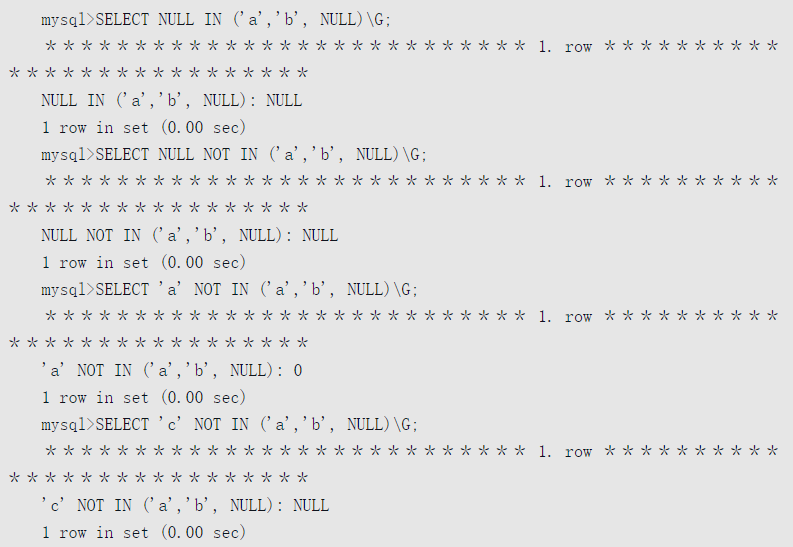 mysql>SELECT NULL IN ('a','b', NULL)\G;
* * * * * * * * * * * * * * * * * * * * * * * * * * * 1. row * * * * * * * * * *
* * * * * * * * * * * * * * * * *
NULL IN ('a','b', NULL): NULL
1 row in set (0.00 sec)
mysql>SELECT NULL NOT IN ('a','b', NULL)\G;
* * * * * * * * * * * * * * * * * * * * * * * * * * * 1. row * * * * * * * * * *
* * * * * * * * * * * * * * * * *
NULL NOT IN ('a','b', NULL): NULL
1 row in set (0.00 sec)
mysql>SELECT 'a' NOT IN ('a','b', NULL)\G;
* * * * * * * * * * * * * * * * * * * * * * * * * * * 1. row * * * * * * * * * *
* * * * * * * * * * * * * * * * *
'a' NOT IN ('a','b', NULL): 0
1 row in set (0.00 sec)
mysql>SELECT 'c' NOT IN ('a','b', NULL)\G;
* * * * * * * * * * * * * * * * * * * * * * * * * * * 1. row * * * * * * * * * *
* * * * * * * * * * * * * * * * *
'c' NOT IN ('a','b', NULL): NULL
1 row in set (0.00 sec)